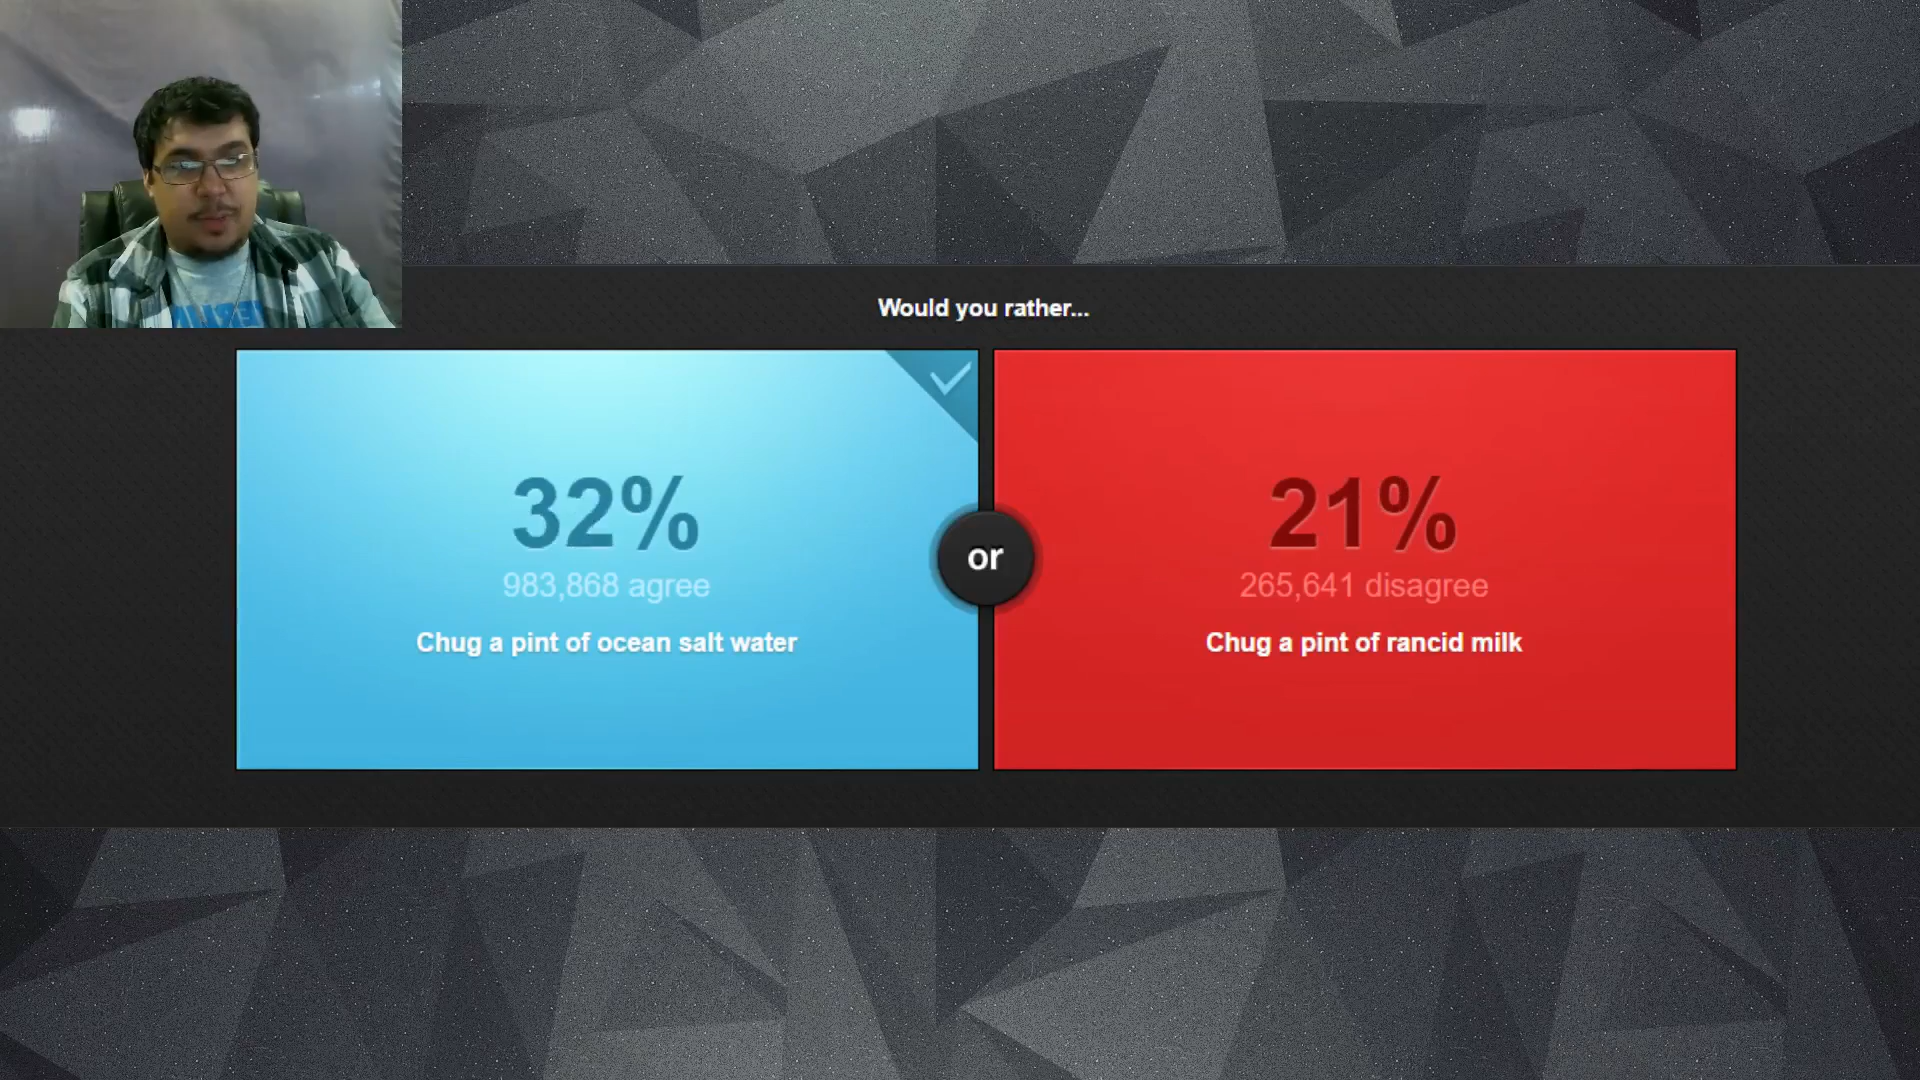 Would you rather...
32%
983,868 agree
Chug a pint of ocean salt water
or
21%
265,641 disagree
Chug a pint of rancid milk